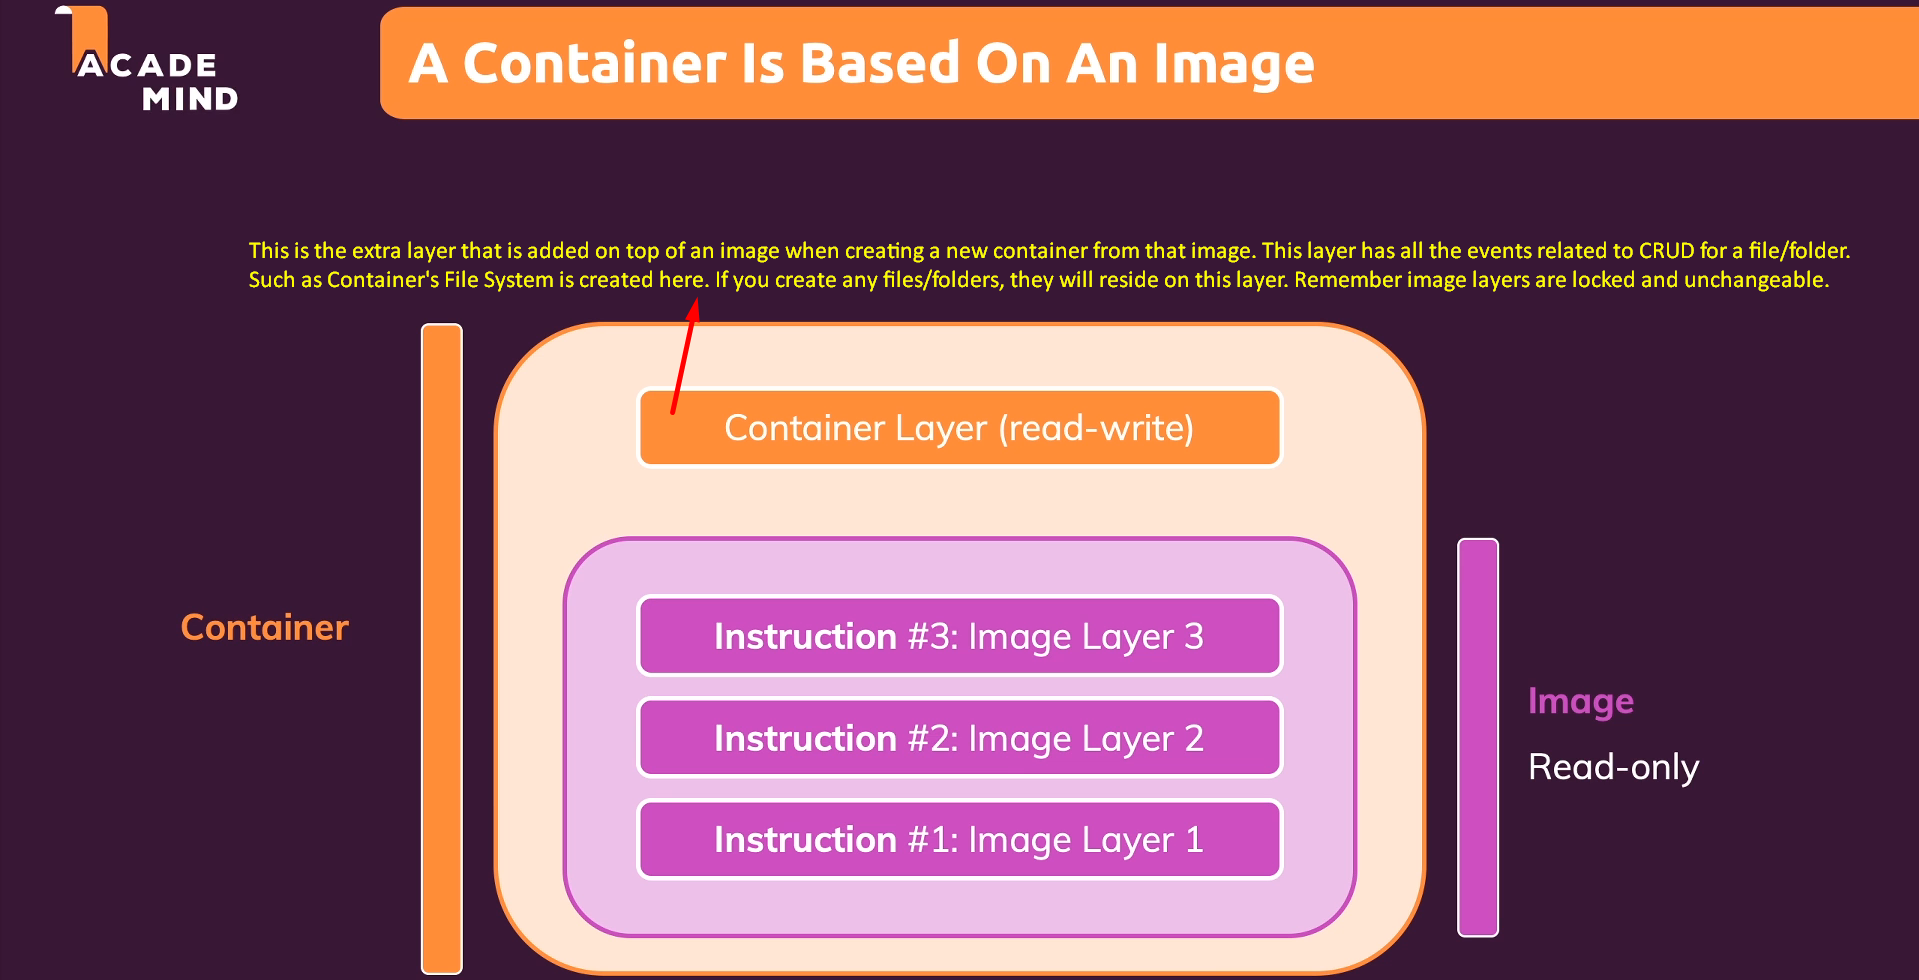 ACADE
MIND
A Container Is Based On An Image
This is the extra layer that is added on top of an image when creating a new container from that image. This layer has all the events related to CRUD for a file/folder.
Such as Container's File System is created here. If you create any files/folders, they will reside on this layer. Remember image layers are locked and unchangeable.
Container Layer (read-write)
Container
Instruction #3: Image Layer 3
Instruction #2: Image Layer 2
Instruction #1: Image Layer 1
Image
Read-only